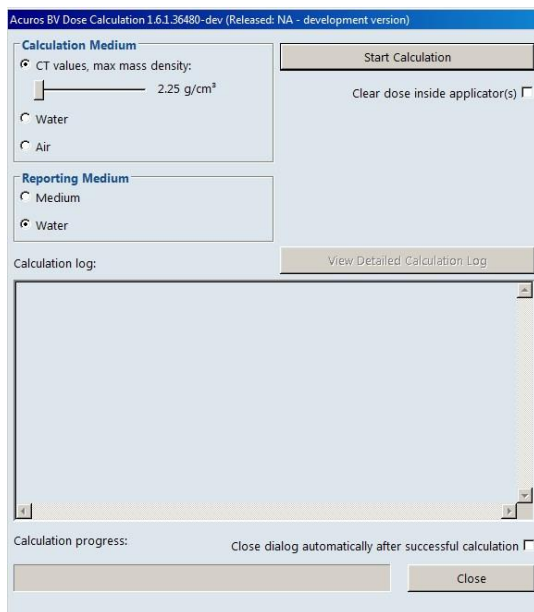 Acuros BV Dose Calculation 1.6.1.36480-dev (Released: NA - development version)
Calculation Medium
CT values, max mass density:
2.25 g/cm³
Water
Air
Start Calculation
Clear dose inside applicator(s)
Reporting Medium
Medium
Water
Calculation log:
View Detailed Calculation Log
Calculation progress:
Close dialog automatically after successful calculation
Close